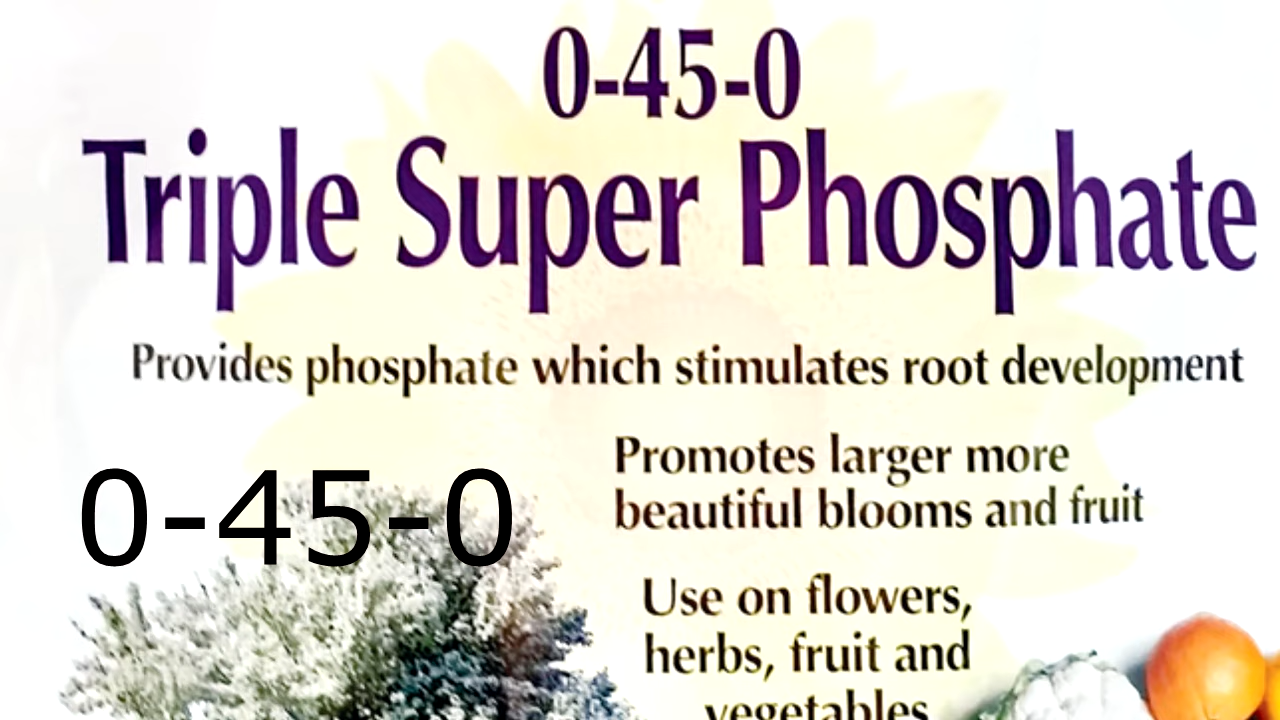 0-45-0
Triple Super Phosphate
Provides phosphate which stimulates root development
Promotes larger more
beautiful blooms and fruit
0-45-0
Use on flowers,
herbs, fruit and
vegetables